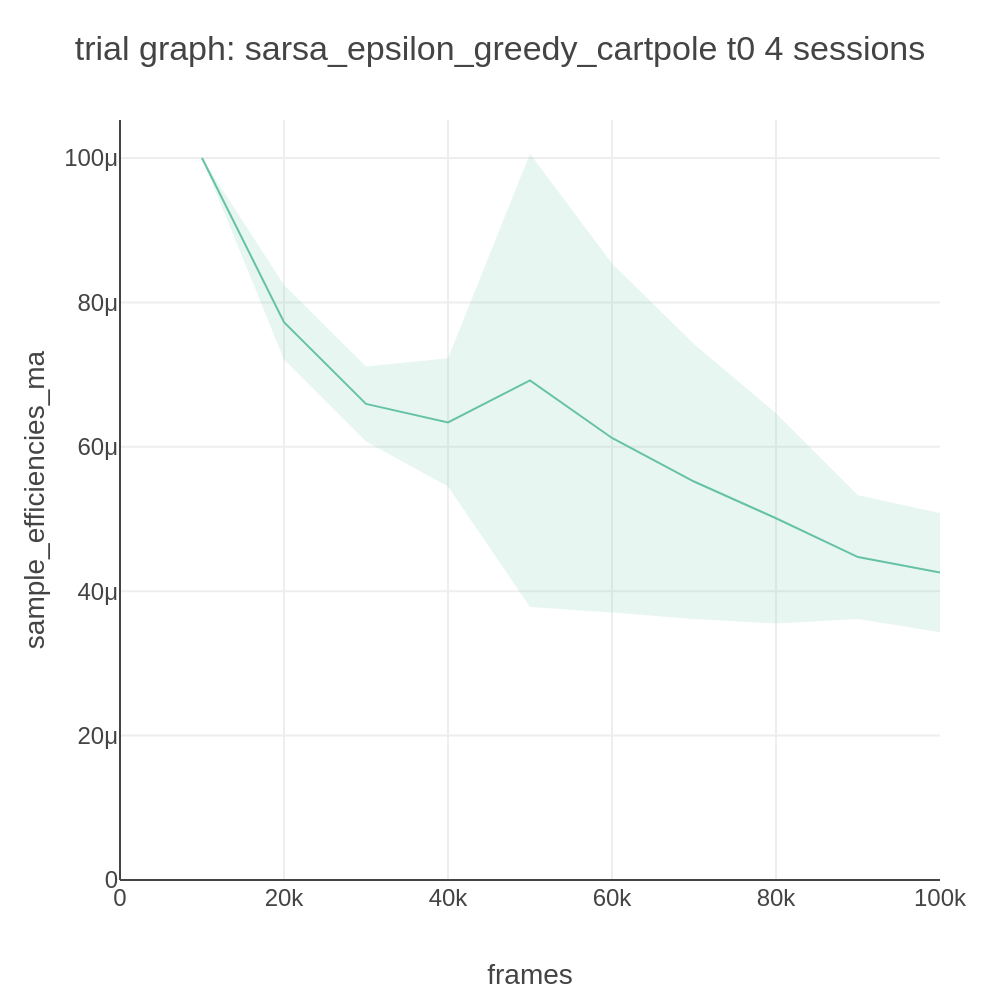 trial graph: sarsa_epsilon_greedy_cartpole t0 4 sessions
sample_efficiencies_ma
100μ
80μ
60μ
40μ
20μ
0
0
20k
40k
60k
80k
100k
frames